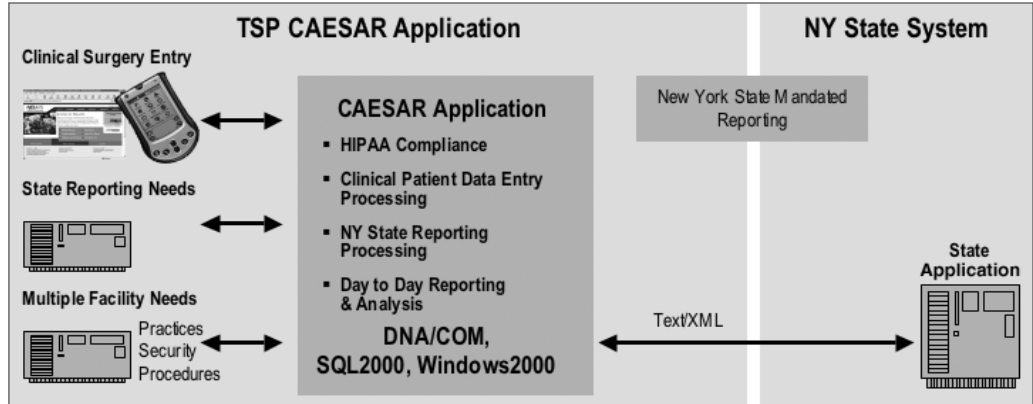 TSP CAESAR Application
NY State System
Clinical Surgery Entry
State Reporting Needs
Multiple Facility Needs
Practices
Security
Procedures
CAESAR Application
▪ HIPAA Compliance
▪ Clinical Patient Data Entry
Processing
▪ NY State Reporting
Processing
▪ Day to Day Reporting
& Analysis
DNA/COM,
SQL2000, Windows2000
New York State Mandated
Reporting
Text/XML
State
Application